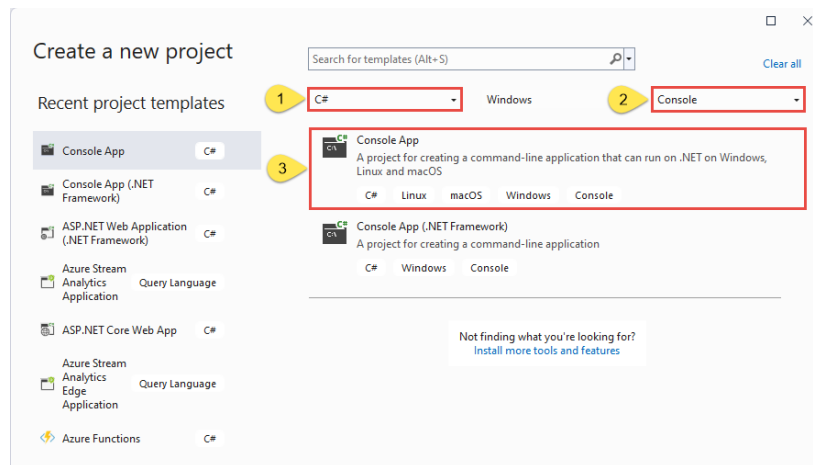 Create a new project
Search for templates (Alt+S)
Clear all
Recent project templates
1
C#
Windows
2
Console
Console App C#
Console App (.NET
Framework) C#
ASP.NET Web Application
(.NET Framework) C#
Azure Stream
Analytics Query Language
Application
ASP.NET Core Web App C#
Azure Stream
Analytics
Edge Query Language
Application
Azure Functions C#
3
C#
C:\
Console App
A project for creating a command-line application that can run on .NET on Windows,
Linux and macOS
C# Linux macOS Windows Console
C#
C:\
Console App (.NET Framework)
A project for creating a command-line application
C# Windows Console
Not finding what you're looking for?
Install more tools and features